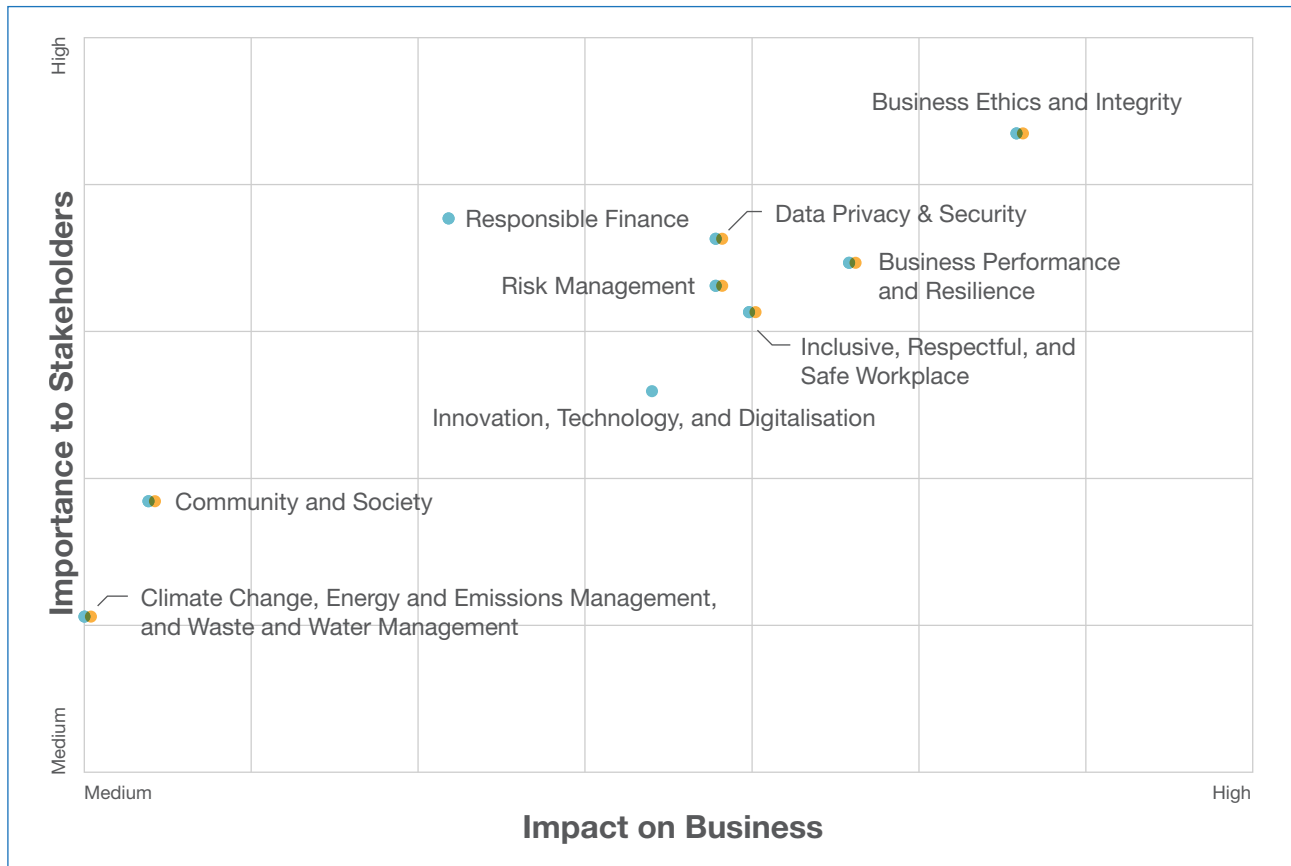 High
Importance to Stakeholders
Medium
Business Ethics and Integrity
Responsible Finance
Data Privacy & Security
Risk Management
Business Performance
and Resilience
Inclusive, Respectful, and
Safe Workplace
Innovation, Technology, and Digitalisation
Community and Society
Climate Change, Energy and Emissions Management,
and Waste and Water Management
Medium
High
Impact on Business